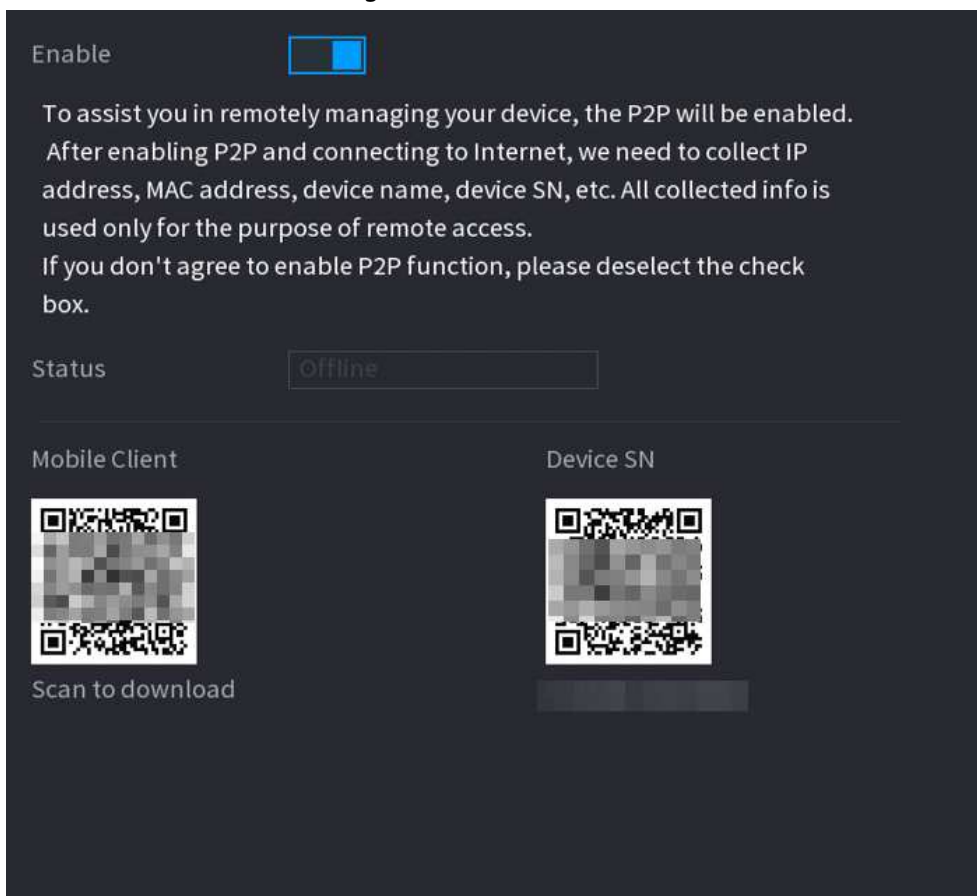 Enable
To assist you in remotely managing your device, the P2P will be enabled.
After enabling P2P and connecting to Internet, we need to collect IP
address, MAC address, device name, device SN, etc. All collected info is
used only for the purpose of remote access.
If you don't agree to enable P2P function, please deselect the check
box.
Status
Offline
Mobile Client
Device SN
Scan to download